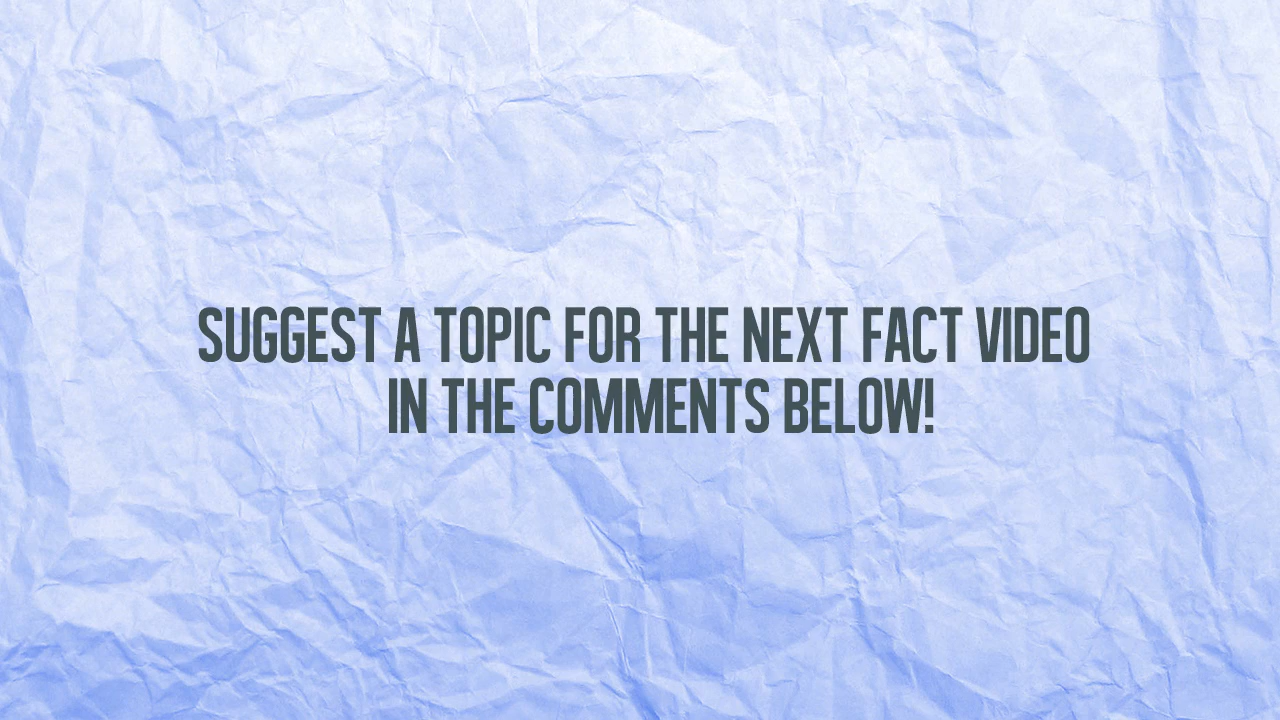 SUGGEST A TOPIC FOR THE NEXT FACT VIDEO
IN THE COMMENTS BELOW!